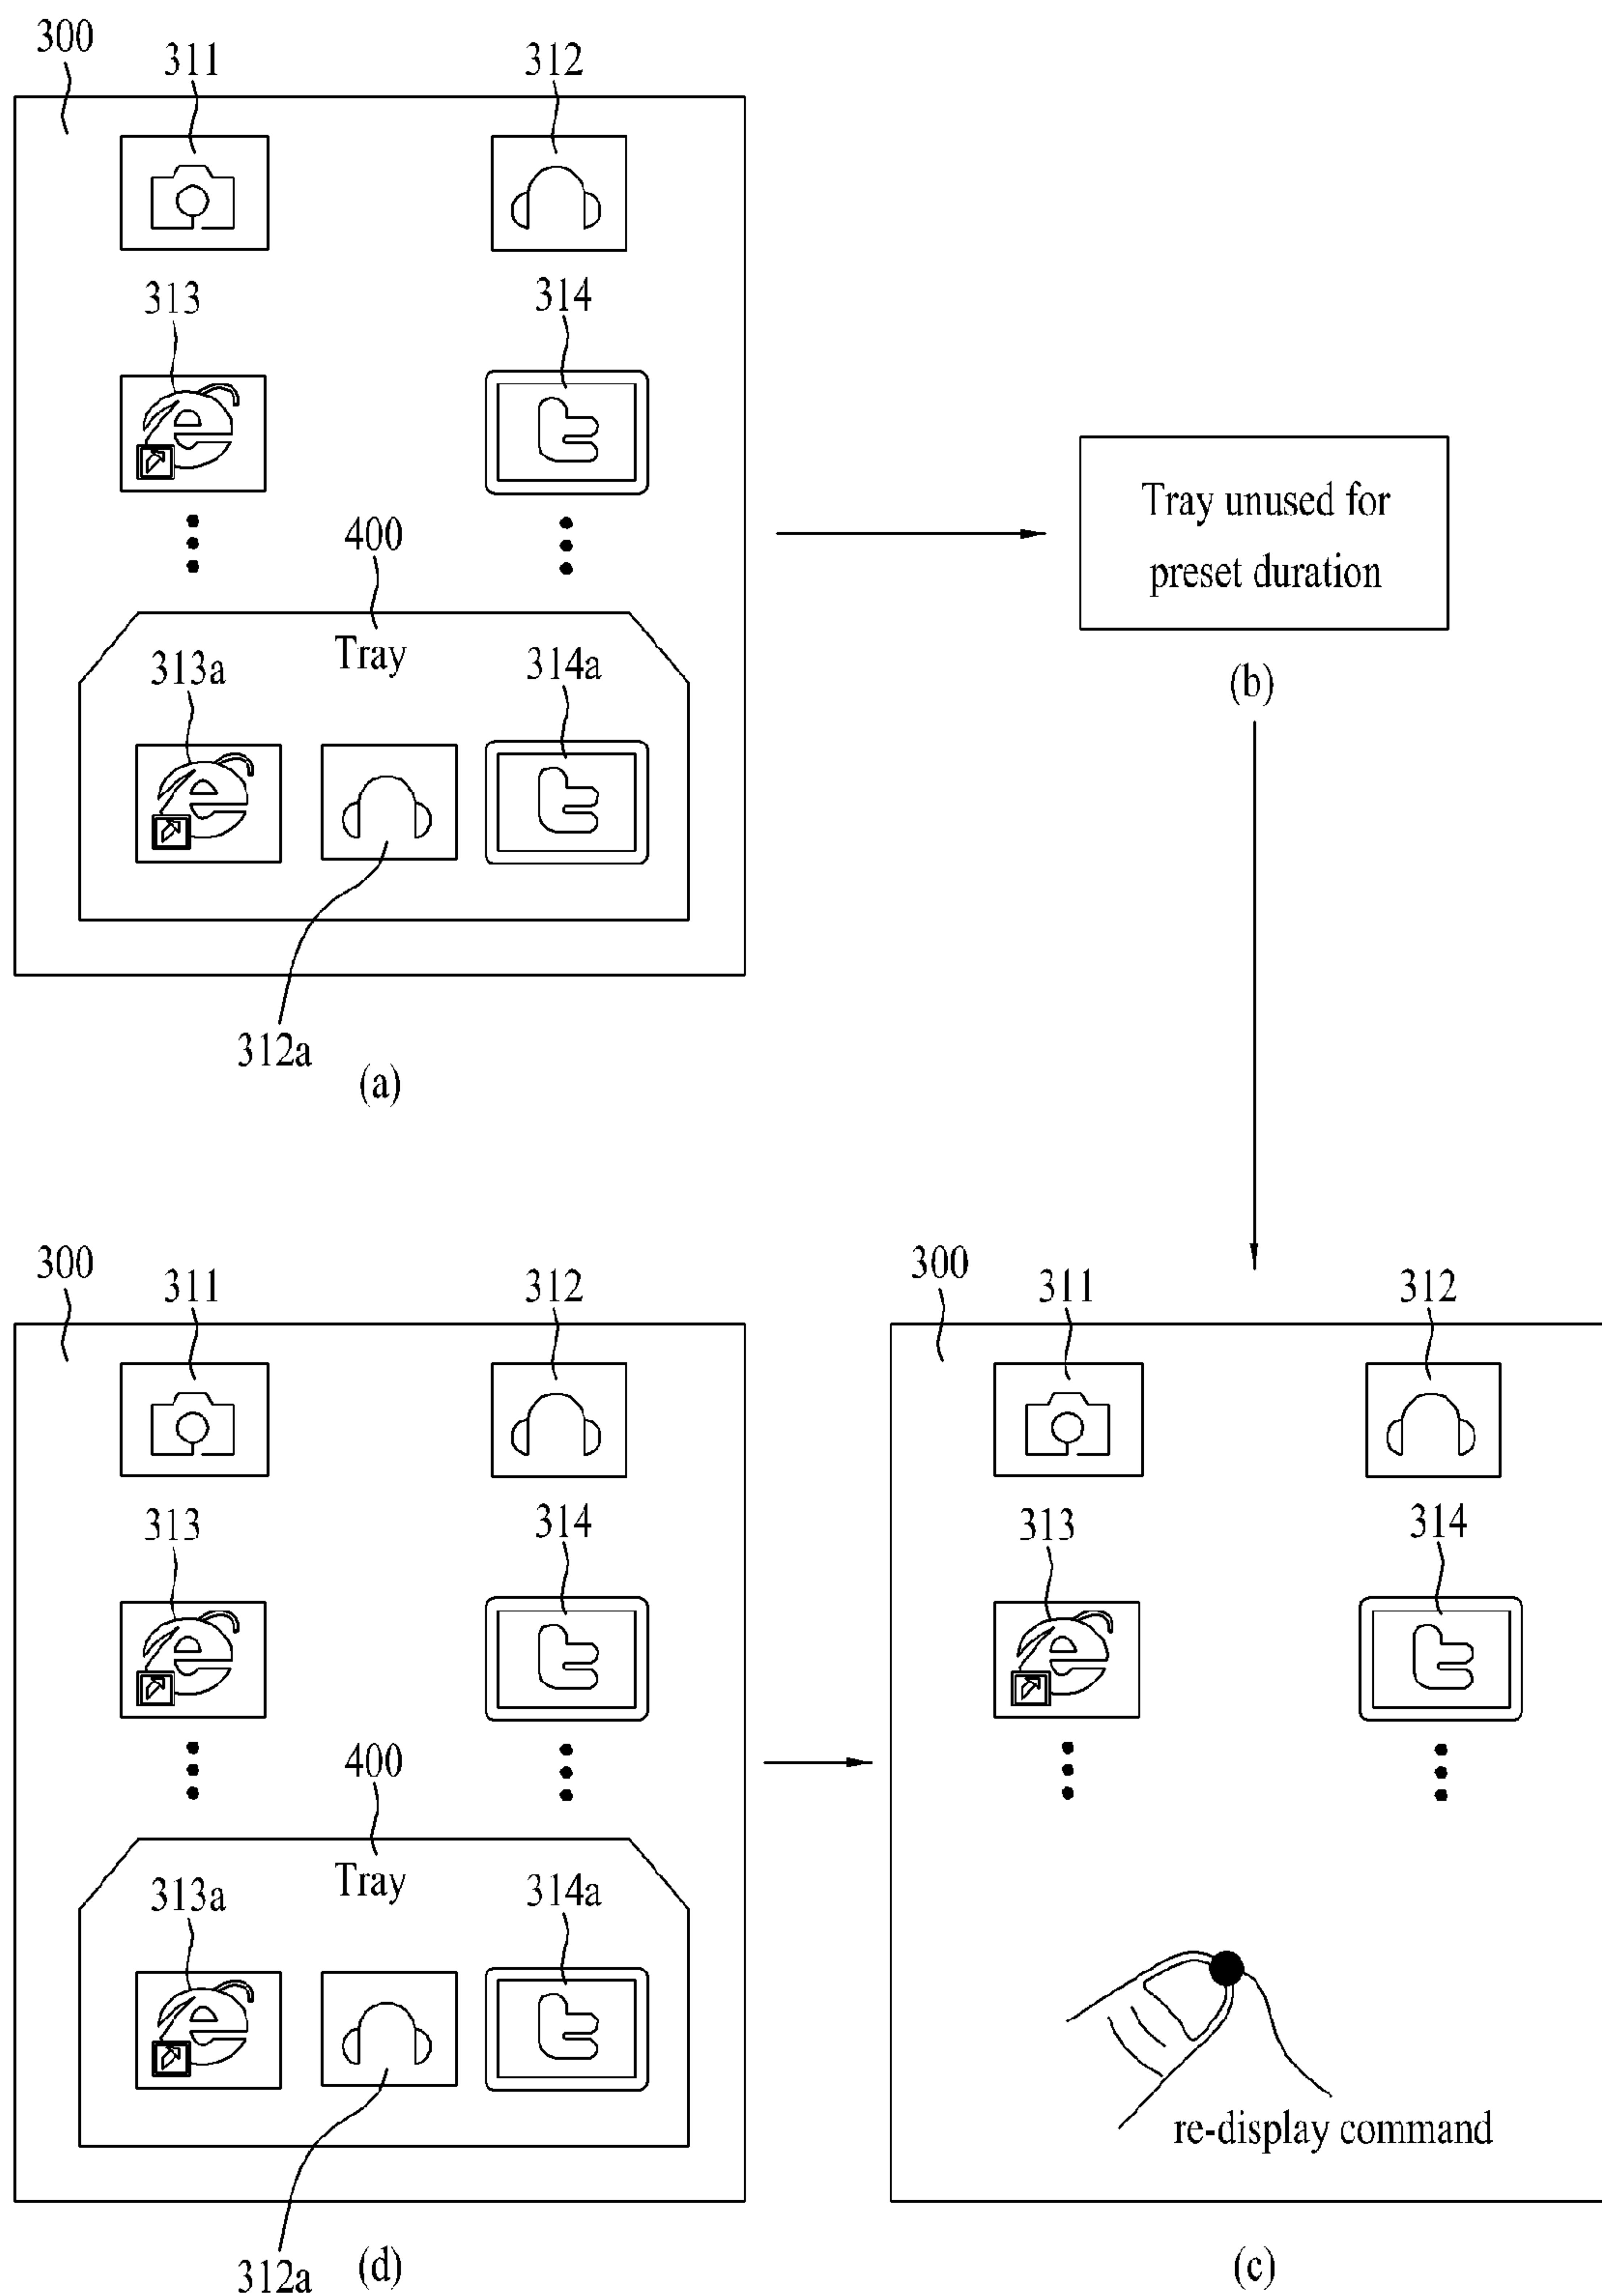 300
311
312
313
314
400
Tray
313a
314a
312a
(a)
Tray unused for
preset duration
(b)
300
311
312
313
314
400
Tray
313a
314a
312a
(d)
300
311
312
313
314
re-display command
(c)